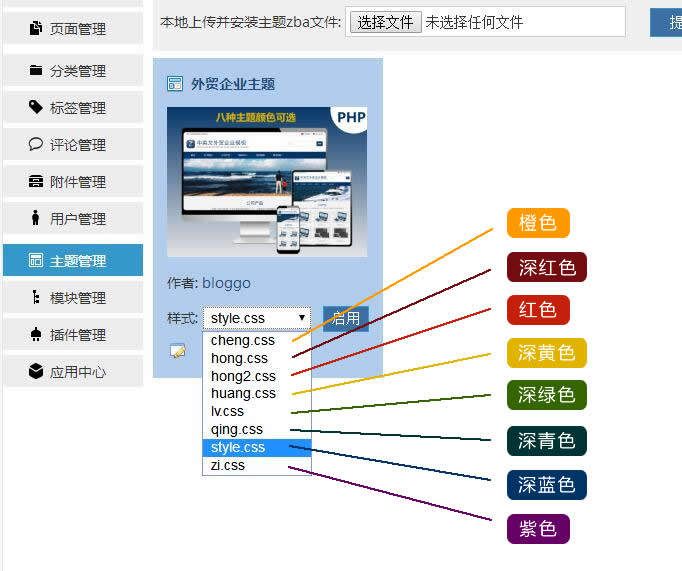 页面管理
分类管理
标签管理
评论管理
附件管理
用户管理
主题管理
模块管理
插件管理
应用中心
本地上传并安装主题zba文件: 选择文件 未选择任何文件
外贸企业主题
八种主题颜色可选
PHP
中英文外贸企业模板
公司产品
作者: bloggo
样式: style.css 启用
cheng.css
hong.css
hong2.css
huang.css
lv.css
qing.css
style.css
zi.css
橙色
深红色
红色
深黄色
深绿色
深青色
深蓝色
紫色